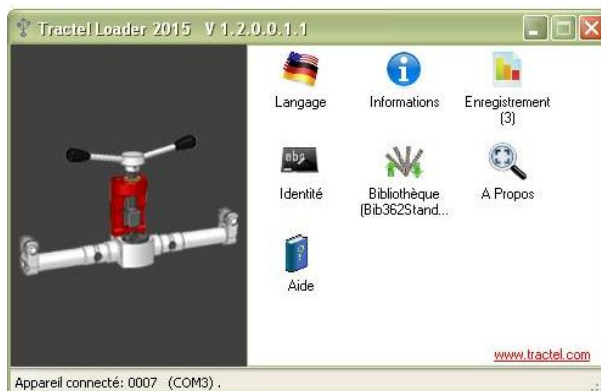 Tractel Loader 2015 V 1.2.0.0.1.1
Langage
Informations
Enregistrement
(3)
abs
Identité
Bibliothèque
(Bib362Stand...
A Propos
?
Aide
www.tractel.com
Appareil connecté: 0007 (COM3) .